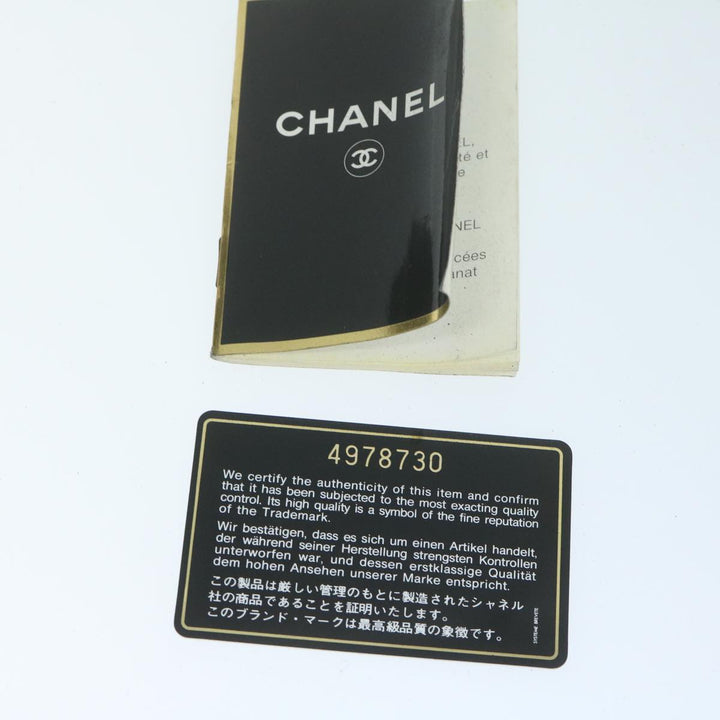 CHANEL
EL,
té et
e
NEL
cées
anat
4978730
We certify the authenticity of this item and confirm
that it has been subjected to the most exacting quality
control. Its high quality is a symbol of the fine reputation
of the Trademark.
Wir bestätigen, dass es sich um einen Artikel handelt,
der während seiner Herstellung strengsten Kontrollen
unterworfen war, und dessen erstklassige Qualität
dem hohen Ansehen unserer Marke entspricht.
この製品は厳しい管理のもとに製造されたシャネル
社の商品であることを証明いたします。
このブランド・マークは最高級品質の象徴です。
SYSTEME BREVETE